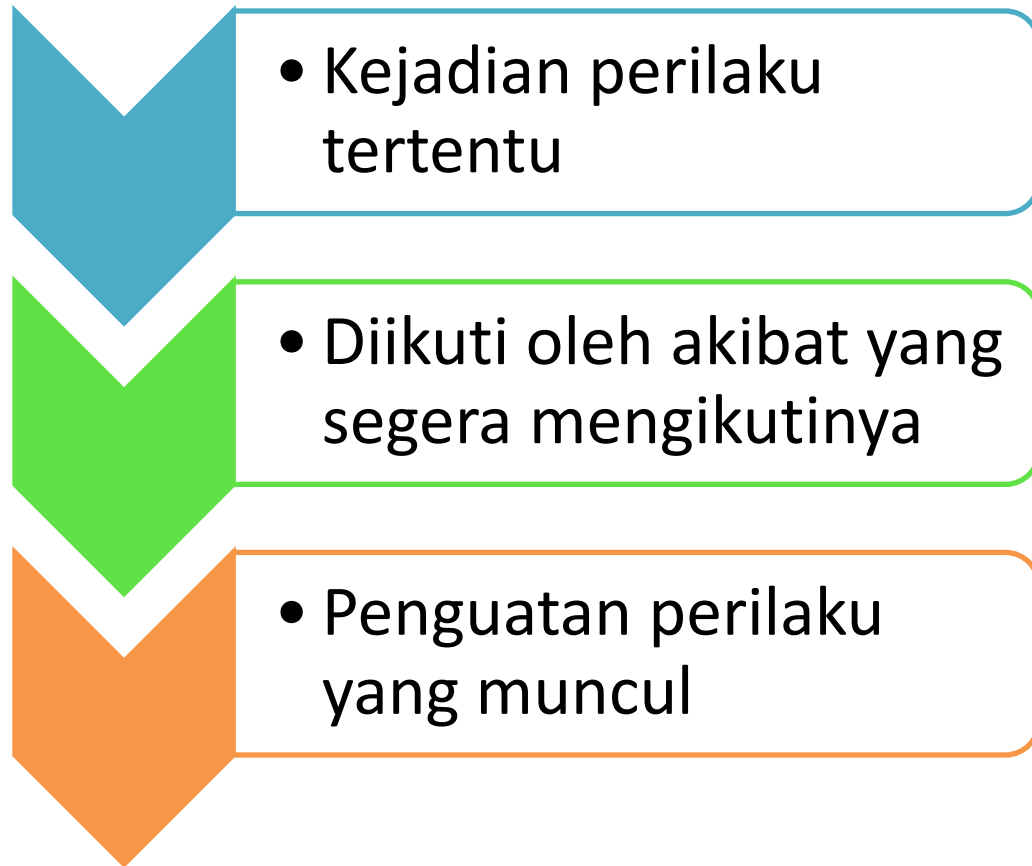 • Kejadian perilaku
tertentu
• Diikuti oleh akibat yang
segera mengikutinya
• Penguatan perilaku
yang muncul